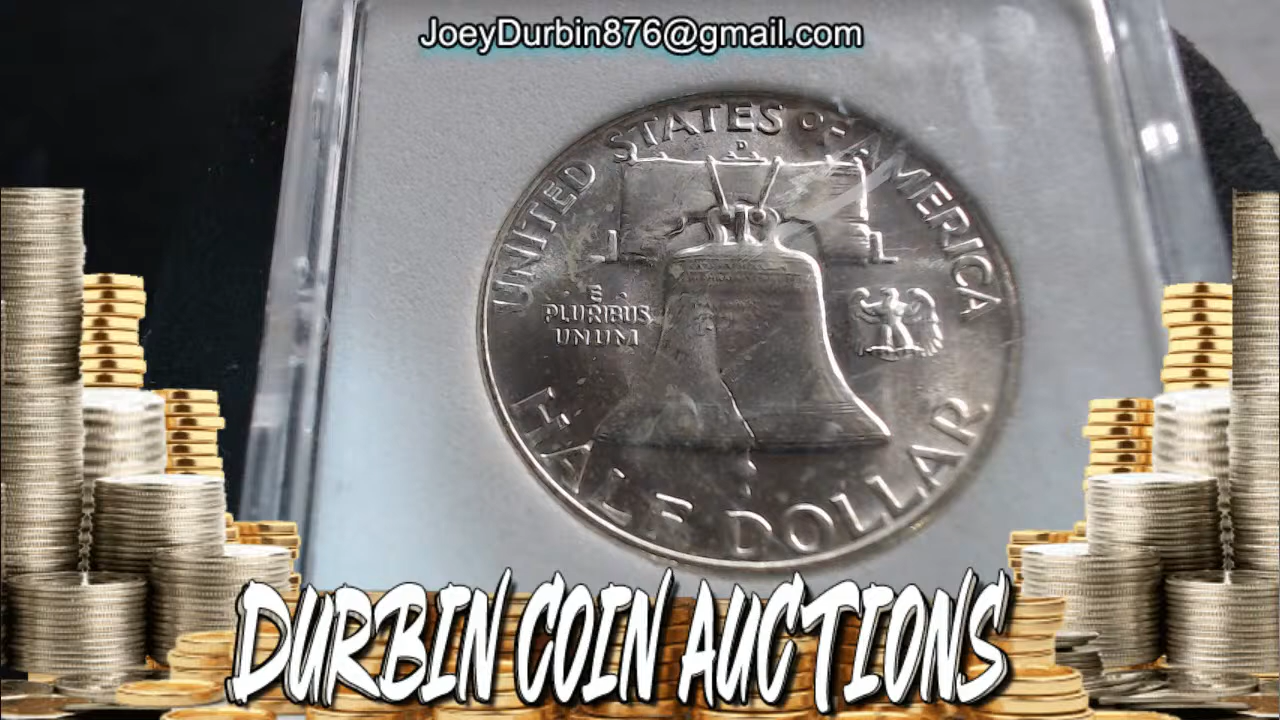 JoeyDurbin876@gmail.com
UNITED STATES OF AMERICA
D
E
PLURIBUS
UNUM
HALF DOLLAR
DURBIN COIN AUCTIONS